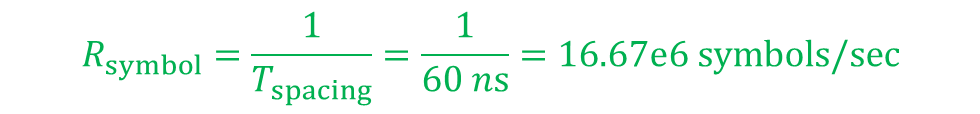 R_symbol = 1/T_spacing = 1/60 ns = 16.67e6 symbols/sec